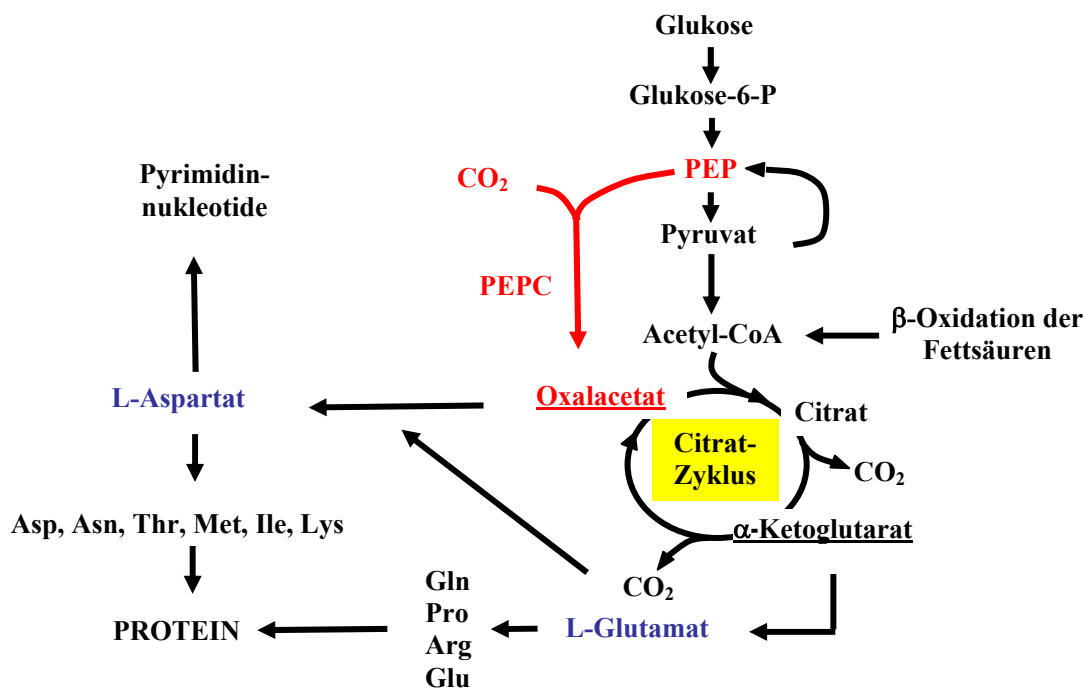 Glukose
Glukose-6-P
PEP
CO₂
Pyrimidin-
nukleotide
Pyruvat
PEPC
Acetyl-CoA
β-Oxidation der
Fettsäuren
L-Aspartat
Oxalacetat
Citrat
Citrat-
Zyklus
CO₂
Asp, Asn, Thr, Met, Ile, Lys
α-Ketoglutarat
CO₂
Gln
Pro
Arg
Glu
PROTEIN
L-Glutamat